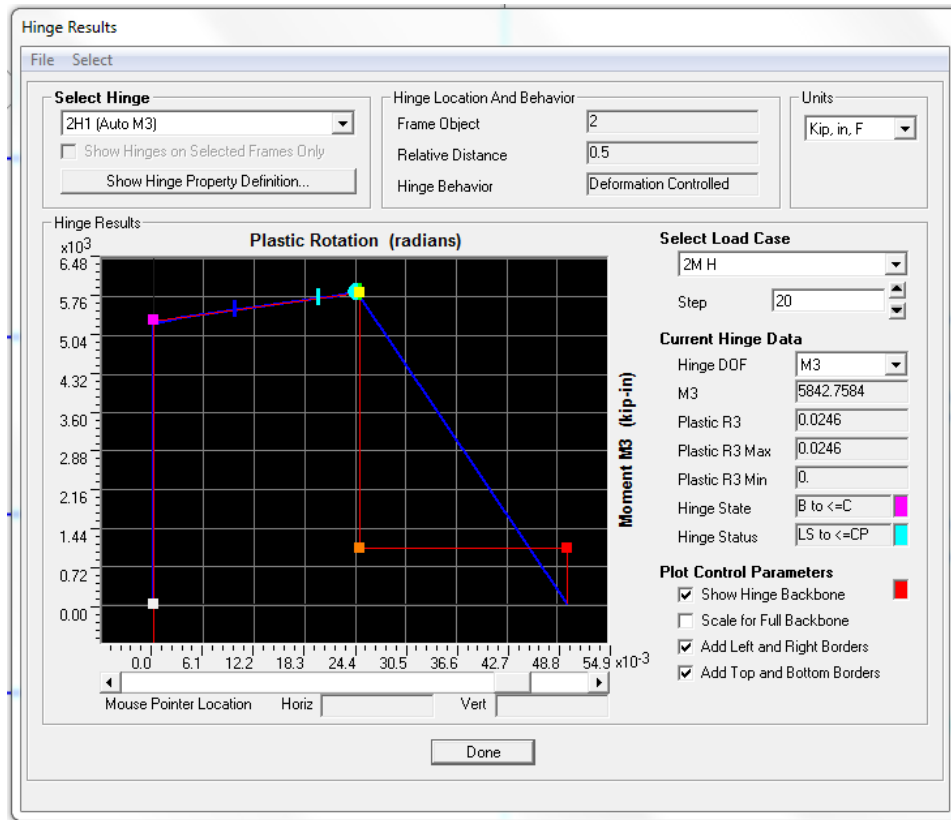 Hinge Results
File Select
Select Hinge
2H1 (Auto M3)
Show Hinges on Selected Frames Only
Show Hinge Property Definition...
Hinge Location And Behavior
Frame Object 2
Relative Distance 0.5
Hinge Behavior Deformation Controlled
Units
Kip, in, F
Hinge Results
Plastic Rotation (radians)
x10³
6.48
5.76
5.04
4.32
3.60
2.88
2.16
1.44
0.72
0.00
0.0 6.1 12.2 18.3 24.4 30.5 36.6 42.7 48.8 54.9 x10⁻³
Moment M3 (kip-in)
Mouse Pointer Location Horiz Vert
Select Load Case
2M H
Step 20
Current Hinge Data
Hinge DOF M3
M3 5842.7584
Plastic R3 0.0246
Plastic R3 Max 0.0246
Plastic R3 Min 0.
Hinge State B to <=C
Hinge Status LS to <=CP
Plot Control Parameters
Show Hinge Backbone
Scale for Full Backbone
Add Left and Right Borders
Add Top and Bottom Borders
Done